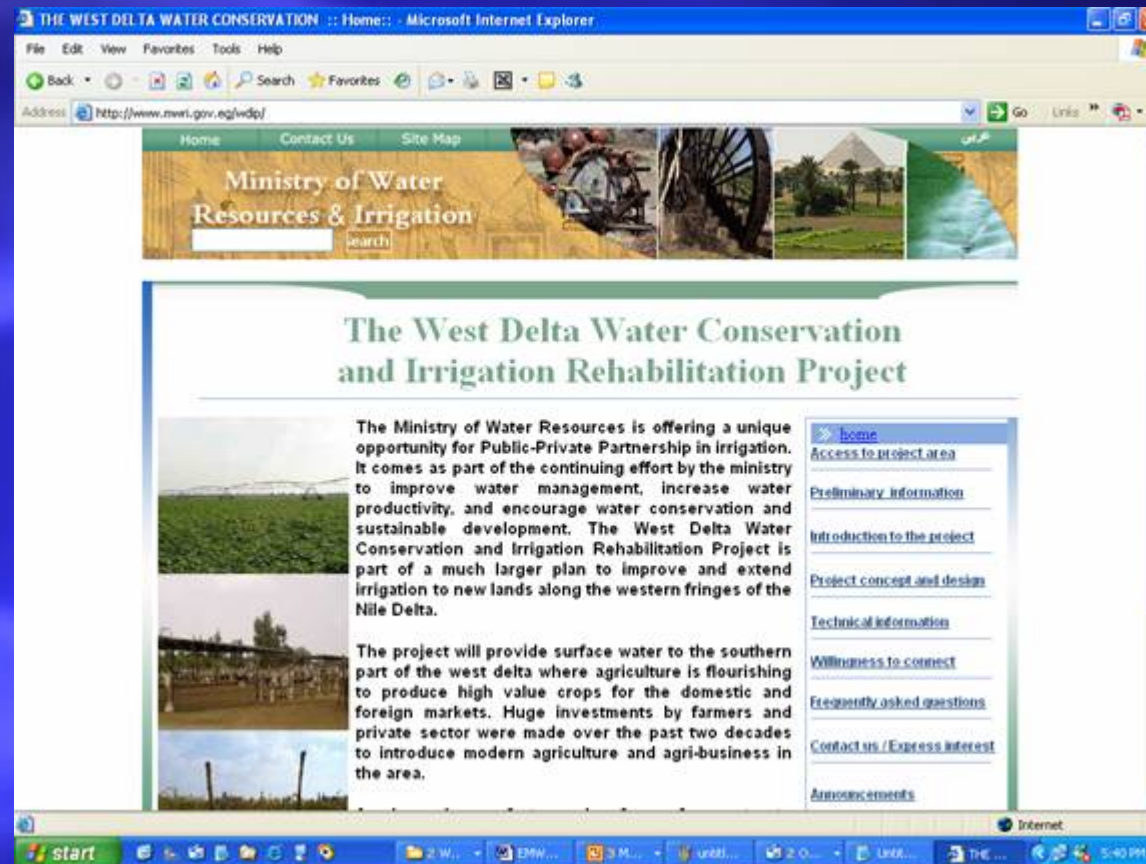 THE WEST DELTA WATER CONSERVATION :: Home:: - Microsoft Internet Explorer
File Edit View Favorites Tools Help
Back Search Favorites
Address http://www.mwri.gov.eg/wdip/ Go Links
Home Contact Us Site Map عربي
Ministry of Water
Resources & Irrigation
search
The West Delta Water Conservation
and Irrigation Rehabilitation Project
The Ministry of Water Resources is offering a unique
opportunity for Public-Private Partnership in irrigation.
It comes as part of the continuing effort by the ministry
to improve water management, increase water
productivity, and encourage water conservation and
sustainable development. The West Delta Water
Conservation and Irrigation Rehabilitation Project is
part of a much larger plan to improve and extend
irrigation to new lands along the western fringes of the
Nile Delta.
The project will provide surface water to the southern
part of the west delta where agriculture is flourishing
to produce high value crops for the domestic and
foreign markets. Huge investments by farmers and
private sector were made over the past two decades
to introduce modern agriculture and agri-business in
the area.
home
Access to project area
Preliminary information
Introduction to the project
Project concept and design
Technical information
Willingness to connect
Frequently asked questions
Contact us / Express interest
Announcements
Internet
start 2 W... EMW... 3 M... untitl... 2 O... Untit... THE ... 5:40 PM